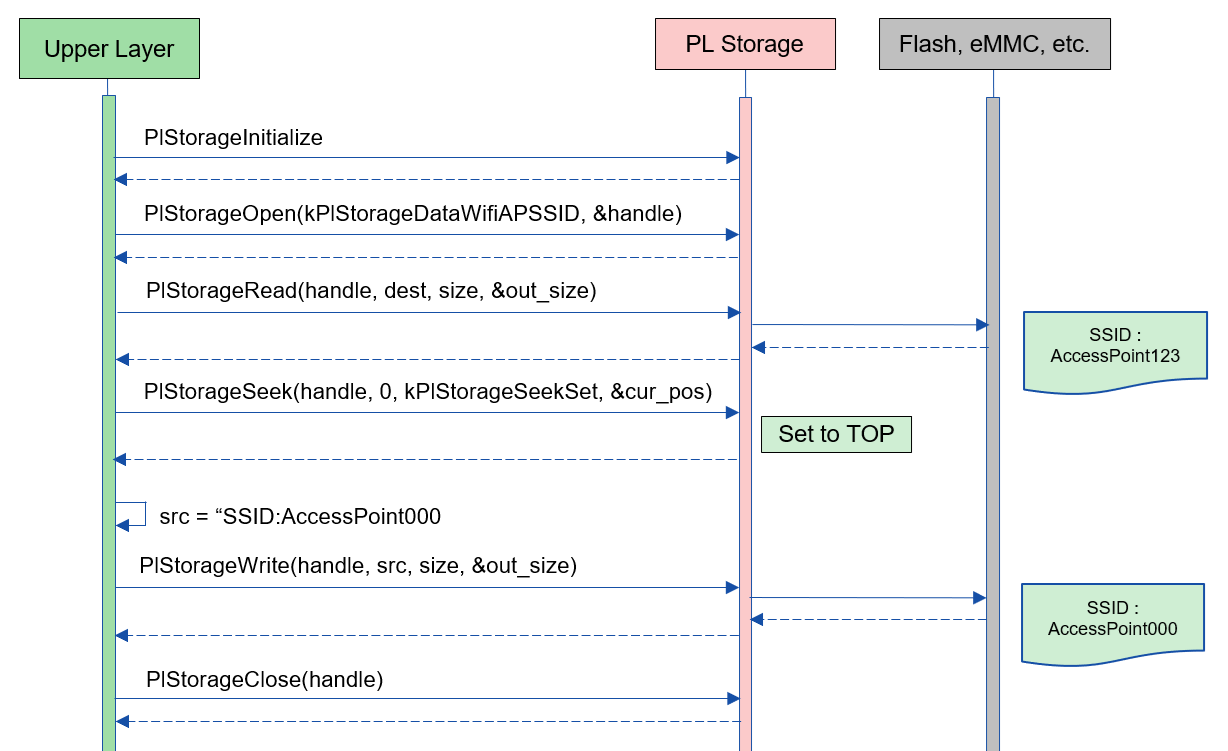 Upper Layer
PL Storage
Flash, eMMC, etc.
PlStorageInitialize
PlStorageOpen(kPlStorageDataWifiAPSSID, &handle)
PlStorageRead(handle, dest, size, &out_size)
SSID :
AccessPoint123
PlStorageSeek(handle, 0, kPlStorageSeekSet, &cur_pos)
Set to TOP
src = “SSID:AccessPoint000
PlStorageWrite(handle, src, size, &out_size)
SSID :
AccessPoint000
PlStorageClose(handle)